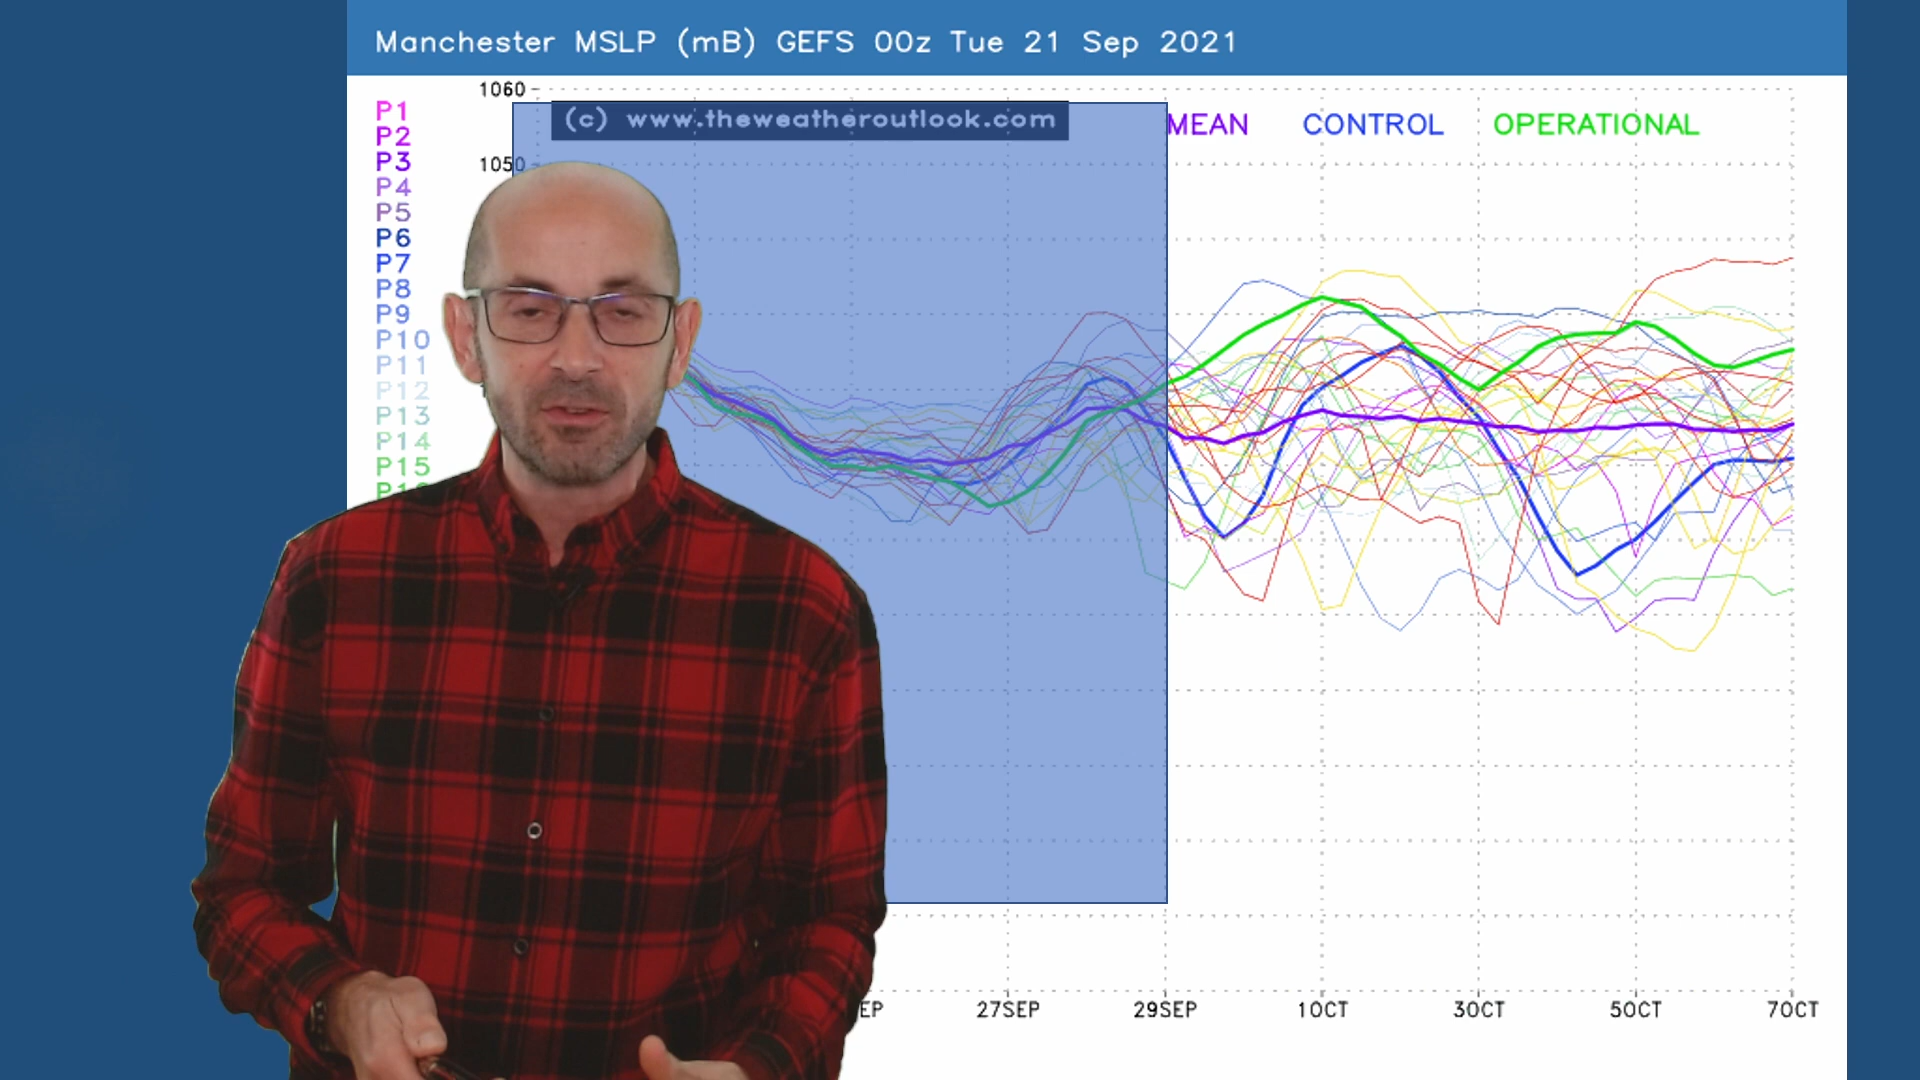 Manchester MSLP (mB) GEFS 00z Tue 21 Sep 2021
1060
(c) www.theweatheroutlook.com
MEAN CONTROL OPERATIONAL
1050
P1
P2
P3
P4
P5
P6
P7
P8
P9
P10
P11
P12
P13
P14
P15
27SEP 29SEP 1OCT 3OCT 5OCT 7OCT